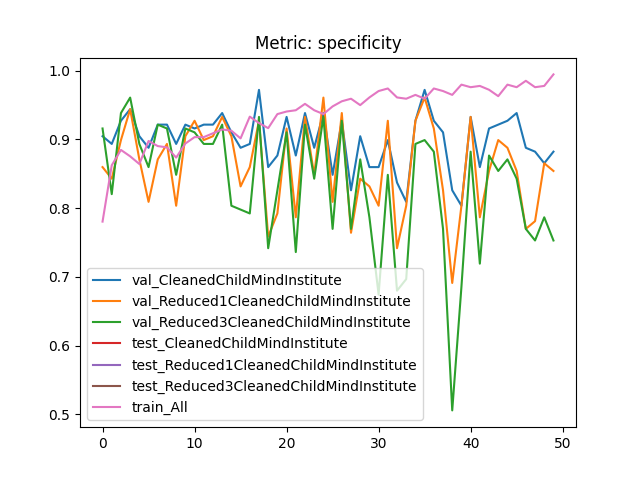 Metric: specificity
1.0
0.9
0.8
0.7
0.6
0.5
val_CleanedChildMindInstitute
val_Reduced1CleanedChildMindInstitute
val_Reduced3CleanedChildMindInstitute
test_CleanedChildMindInstitute
test_Reduced1CleanedChildMindInstitute
test_Reduced3CleanedChildMindInstitute
train_All
0 10 20 30 40 50